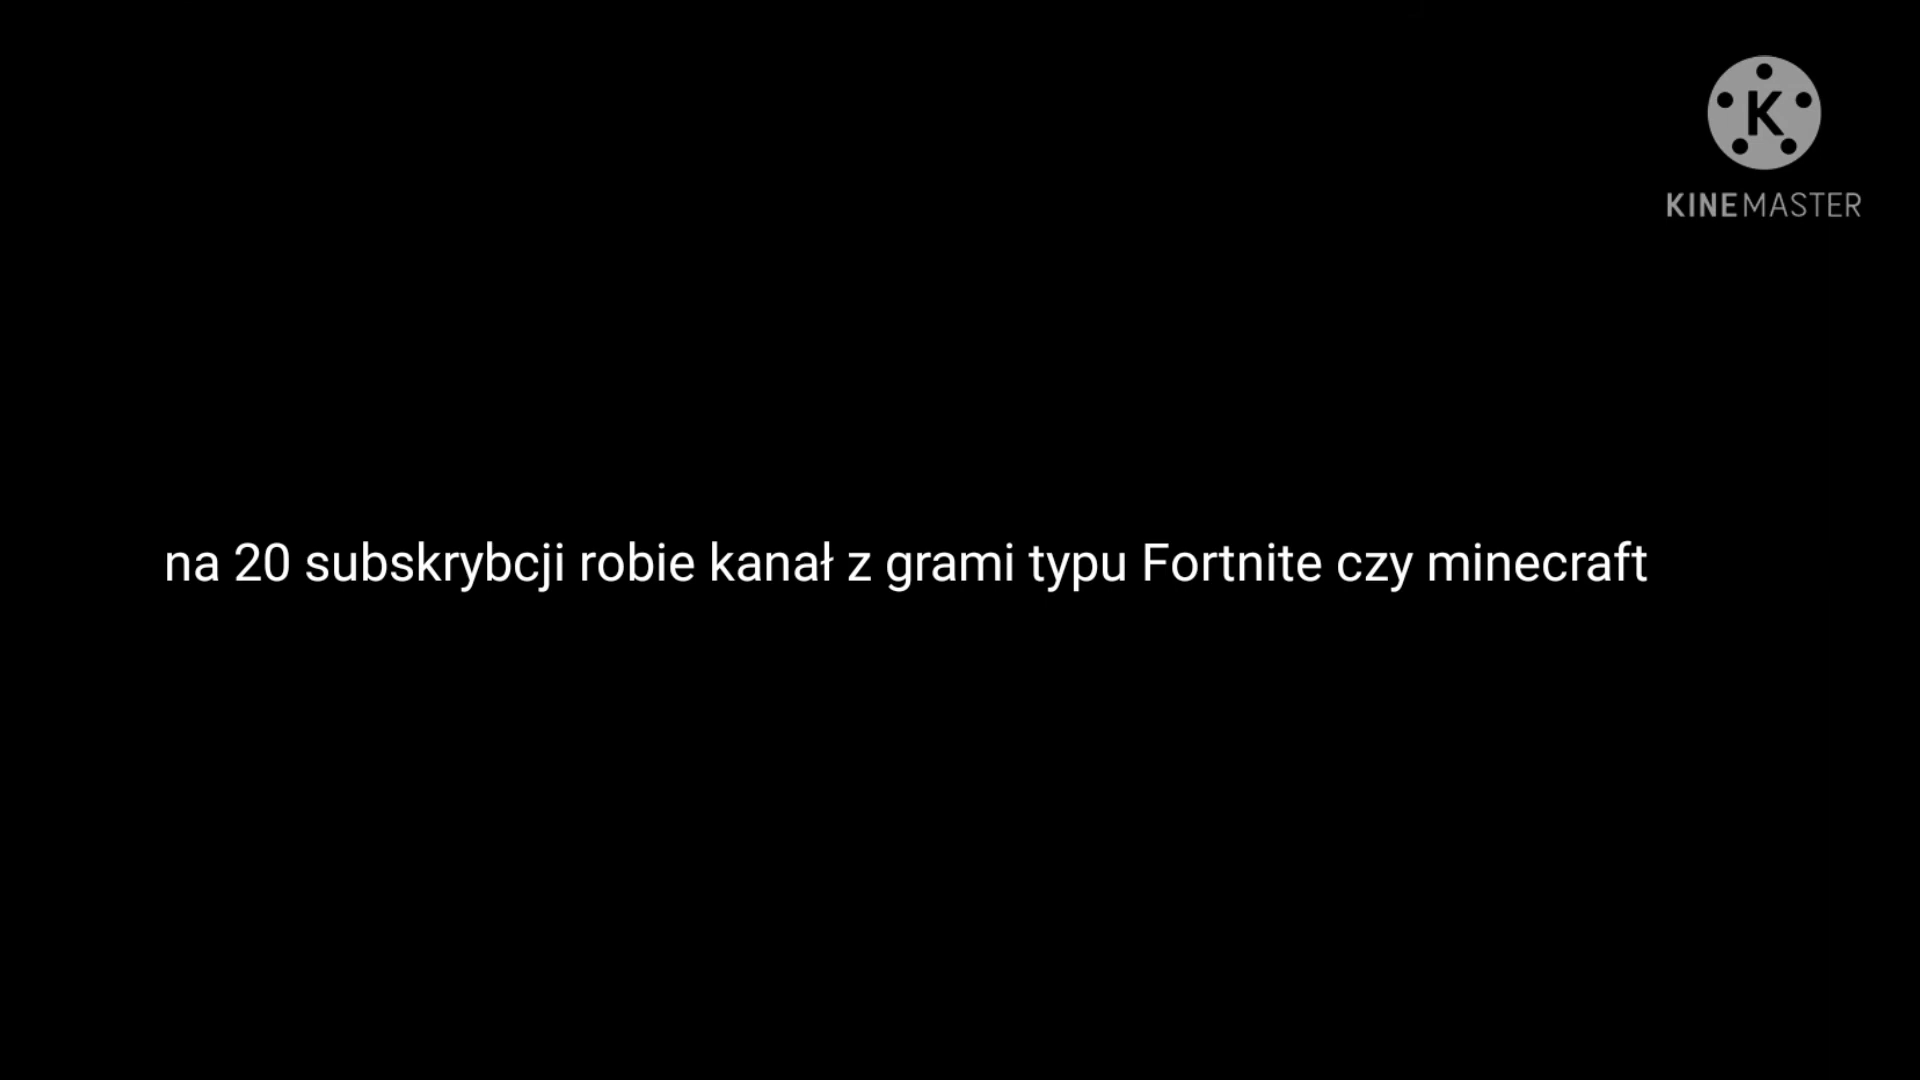 K
KINEMASTER
na 20 subskrybcji robie kanał z grami typu Fortnite czy minecraft